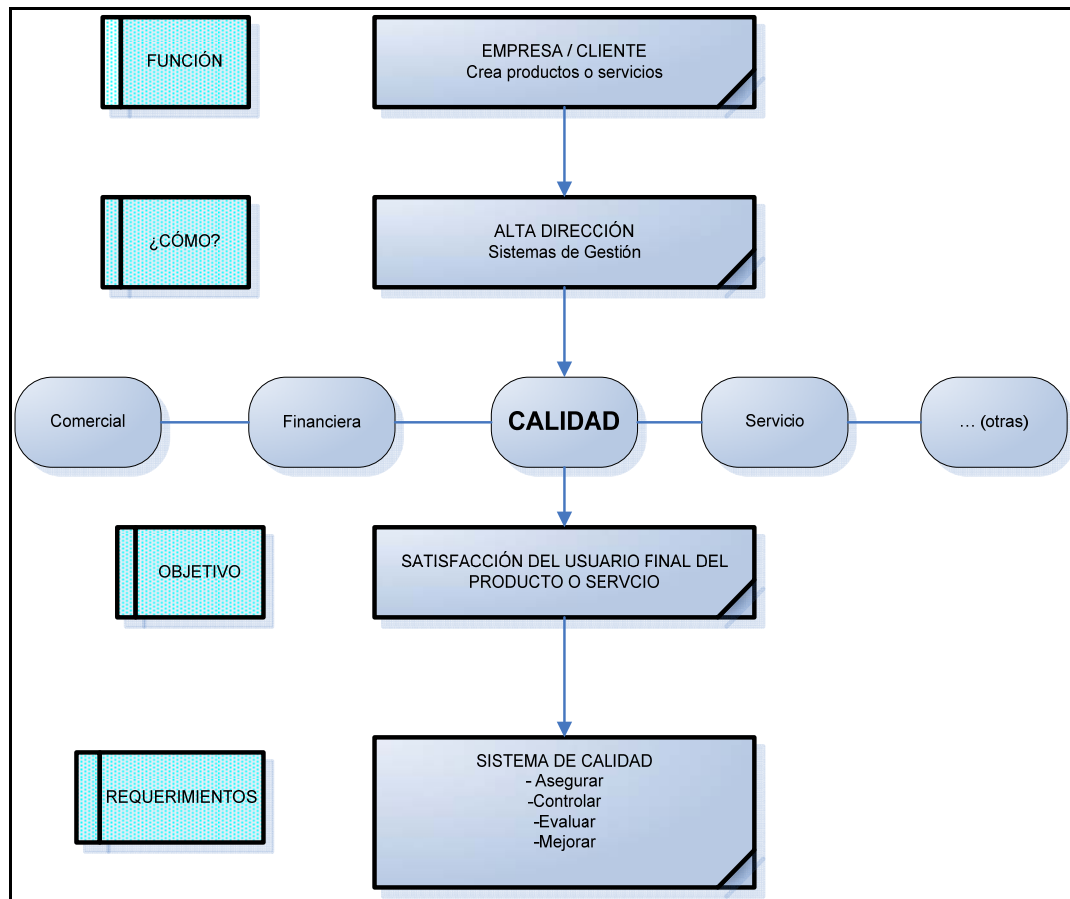 FUNCIÓN
EMPRESA / CLIENTE
Crea productos o servicios
¿CÓMO?
ALTA DIRECCIÓN
Sistemas de Gestión
Comercial
Financiera
CALIDAD
Servicio
... (otras)
OBJETIVO
SATISFACCIÓN DEL USUARIO FINAL DEL
PRODUCTO O SERVCIO
REQUERIMIENTOS
SISTEMA DE CALIDAD
- Asegurar
-Controlar
-Evaluar
-Mejorar